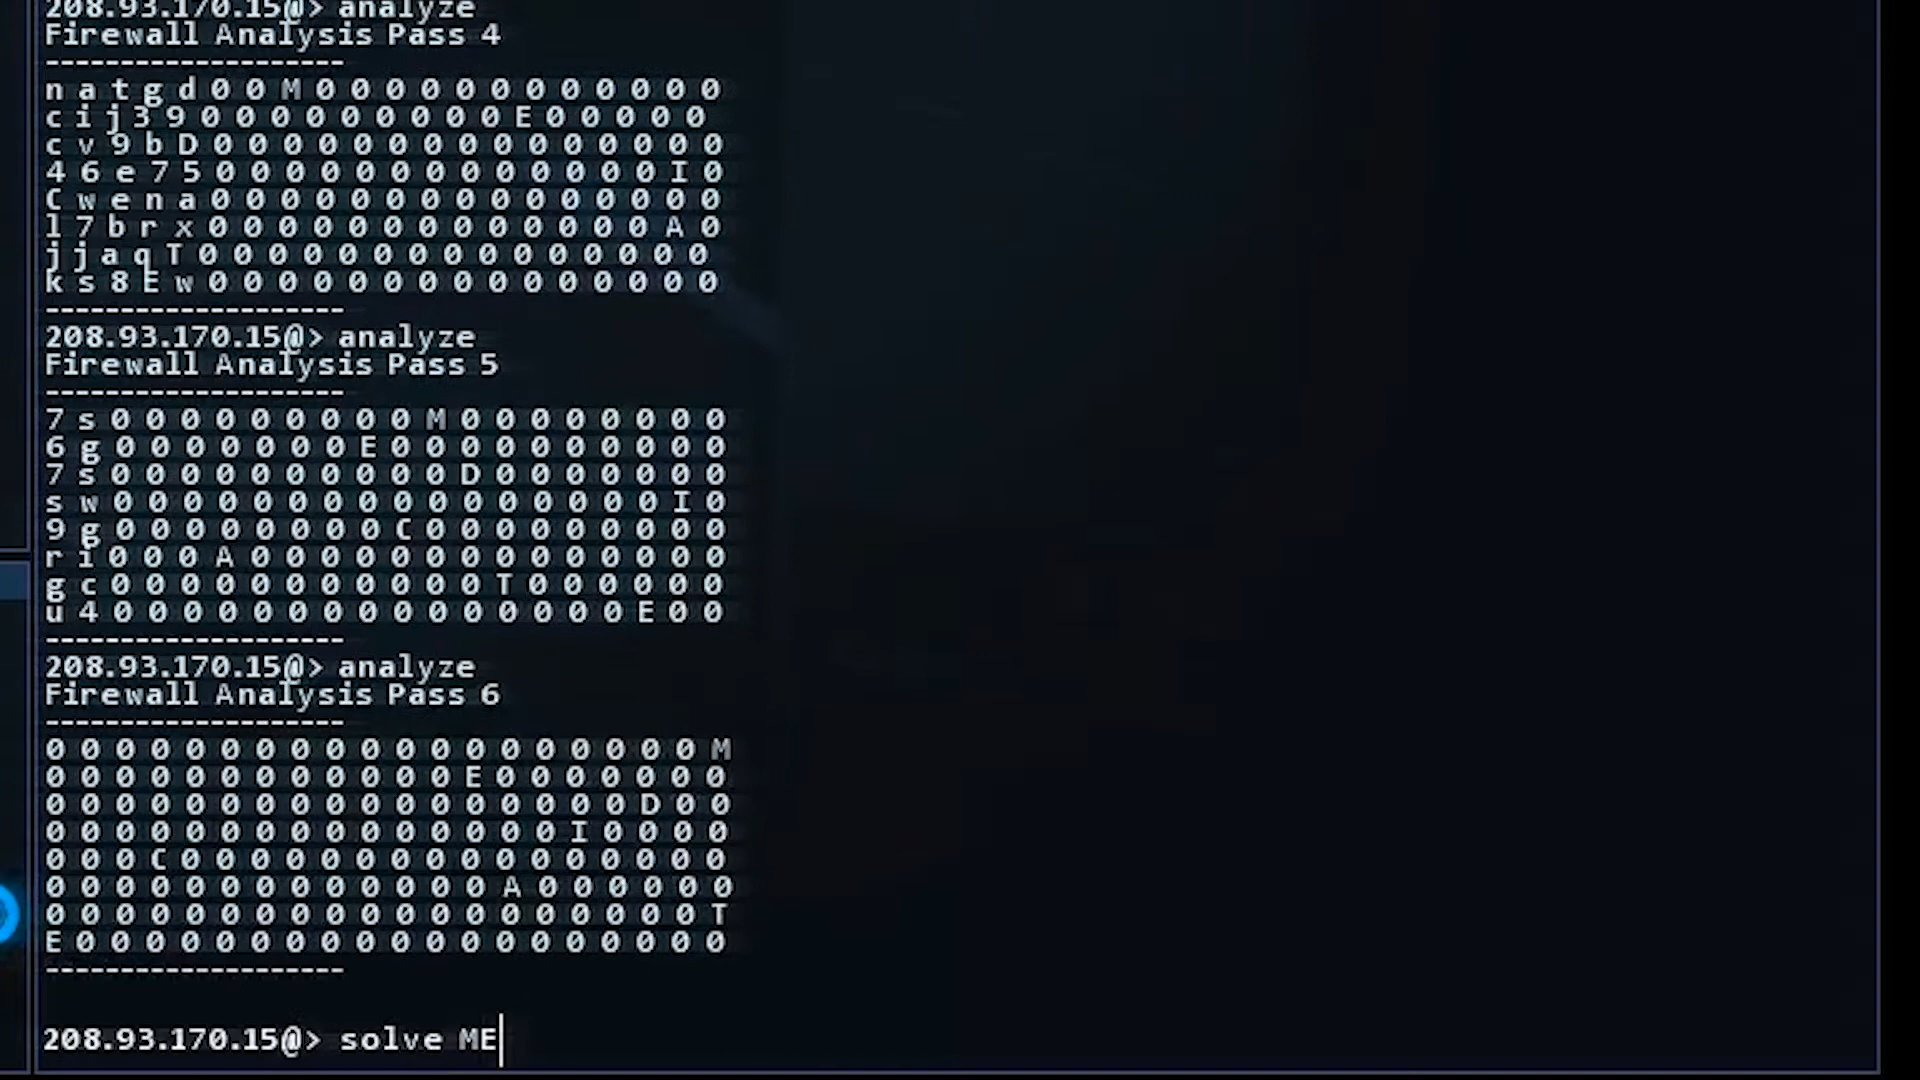 208.93.170.15@> analyze
Firewall Analysis Pass 4
--------------------
n a t g d 0 0 M 0 0 0 0 0 0 0 0 0 0 0 0
c i j 3 9 0 0 0 0 0 0 0 0 0 E 0 0 0 0 0
c v 9 b D 0 0 0 0 0 0 0 0 0 0 0 0 0 0 0
4 6 e 7 5 0 0 0 0 0 0 0 0 0 0 0 0 0 I 0
C w e n a 0 0 0 0 0 0 0 0 0 0 0 0 0 0 0
l 7 b r x 0 0 0 0 0 0 0 0 0 0 0 0 0 A 0
j j a q T 0 0 0 0 0 0 0 0 0 0 0 0 0 0 0
k s 8 E w 0 0 0 0 0 0 0 0 0 0 0 0 0 0 0
--------------------
208.93.170.15@> analyze
Firewall Analysis Pass 5
--------------------
7 s 0 0 0 0 0 0 0 0 0 M 0 0 0 0 0 0 0 0
6 g 0 0 0 0 0 0 0 E 0 0 0 0 0 0 0 0 0 0
7 s 0 0 0 0 0 0 0 0 0 0 D 0 0 0 0 0 0 0
s w 0 0 0 0 0 0 0 0 0 0 0 0 0 0 0 0 I 0
9 g 0 0 0 0 0 0 0 0 C 0 0 0 0 0 0 0 0 0
r i 0 0 0 A 0 0 0 0 0 0 0 0 0 0 0 0 0 0
g c 0 0 0 0 0 0 0 0 0 0 0 T 0 0 0 0 0 0
u 4 0 0 0 0 0 0 0 0 0 0 0 0 0 0 0 E 0 0
--------------------
208.93.170.15@> analyze
Firewall Analysis Pass 6
--------------------
0 0 0 0 0 0 0 0 0 0 0 0 0 0 0 0 0 0 0 M
0 0 0 0 0 0 0 0 0 0 0 0 E 0 0 0 0 0 0 0
0 0 0 0 0 0 0 0 0 0 0 0 0 0 0 0 0 D 0 0
0 0 0 0 0 0 0 0 0 0 0 0 0 0 0 I 0 0 0 0
0 0 0 C 0 0 0 0 0 0 0 0 0 0 0 0 0 0 0 0
0 0 0 0 0 0 0 0 0 0 0 0 0 A 0 0 0 0 0 0
0 0 0 0 0 0 0 0 0 0 0 0 0 0 0 0 0 0 0 T
E 0 0 0 0 0 0 0 0 0 0 0 0 0 0 0 0 0 0 0
--------------------
208.93.170.15@> solve ME